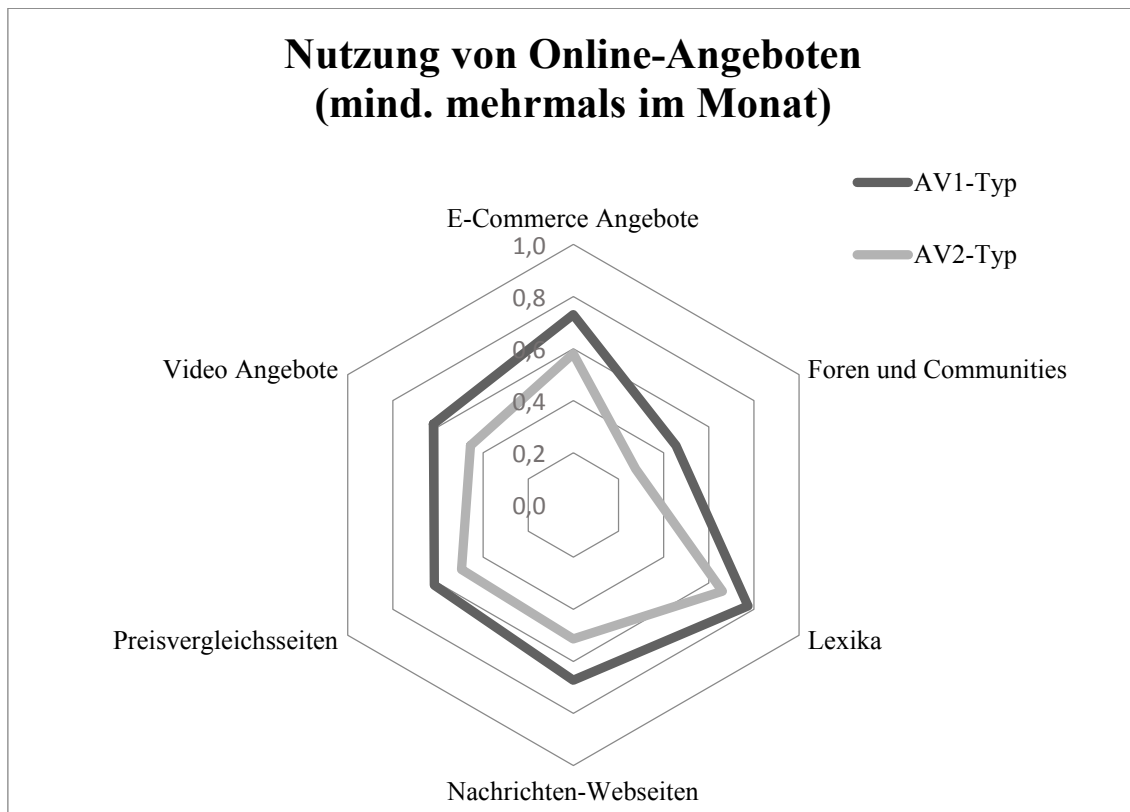 Nutzung von Online-Angeboten
(mind. mehrmals im Monat)
AV1-Typ
AV2-Typ
E-Commerce Angebote
1,0
0,8
0,6
0,4
0,2
0,0
Foren und Communities
Lexika
Nachrichten-Webseiten
Preisvergleichsseiten
Video Angebote